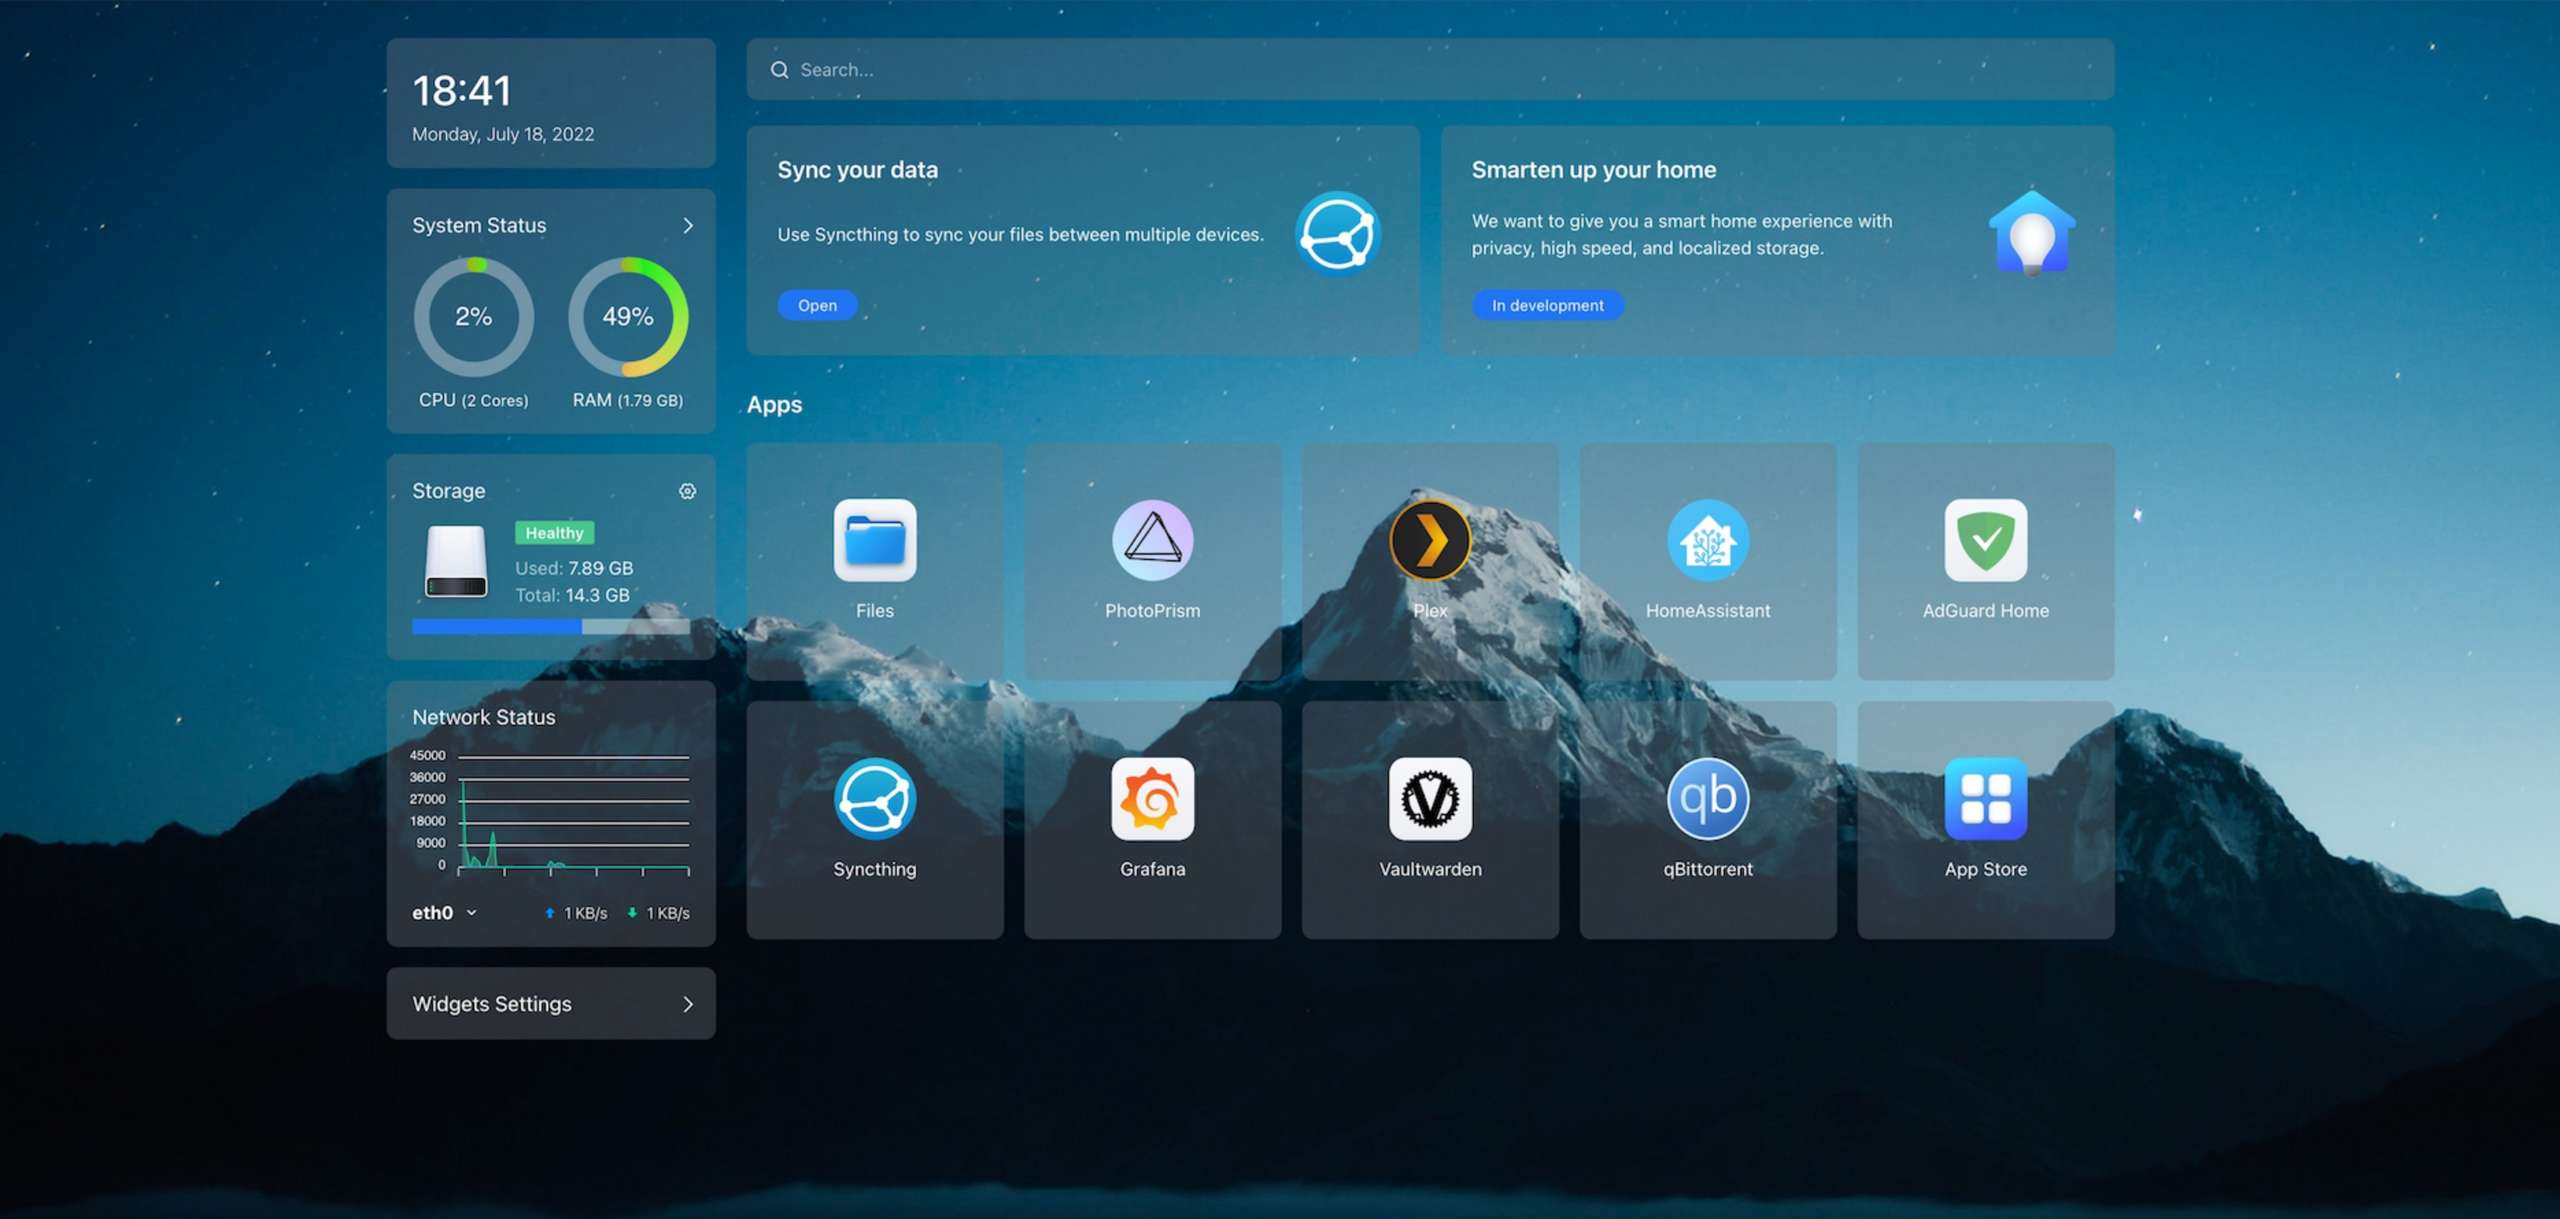 18:41
Monday, July 18, 2022
System Status
2%
49%
CPU (2 Cores)
RAM (1.79 GB)
Storage
Healthy
Used: 7.89 GB
Total: 14.3 GB
Network Status
45000
36000
27000
18000
9000
0
eth0
1 KB/s
1 KB/s
Widgets Settings
Search...
Sync your data
Use Syncthing to sync your files between multiple devices.
Open
Smarten up your home
We want to give you a smart home experience with
privacy, high speed, and localized storage.
In development
Apps
Files
PhotoPrism
Plex
HomeAssistant
AdGuard Home
Syncthing
Grafana
V
Vaultwarden
qb
qBittorrent
App Store